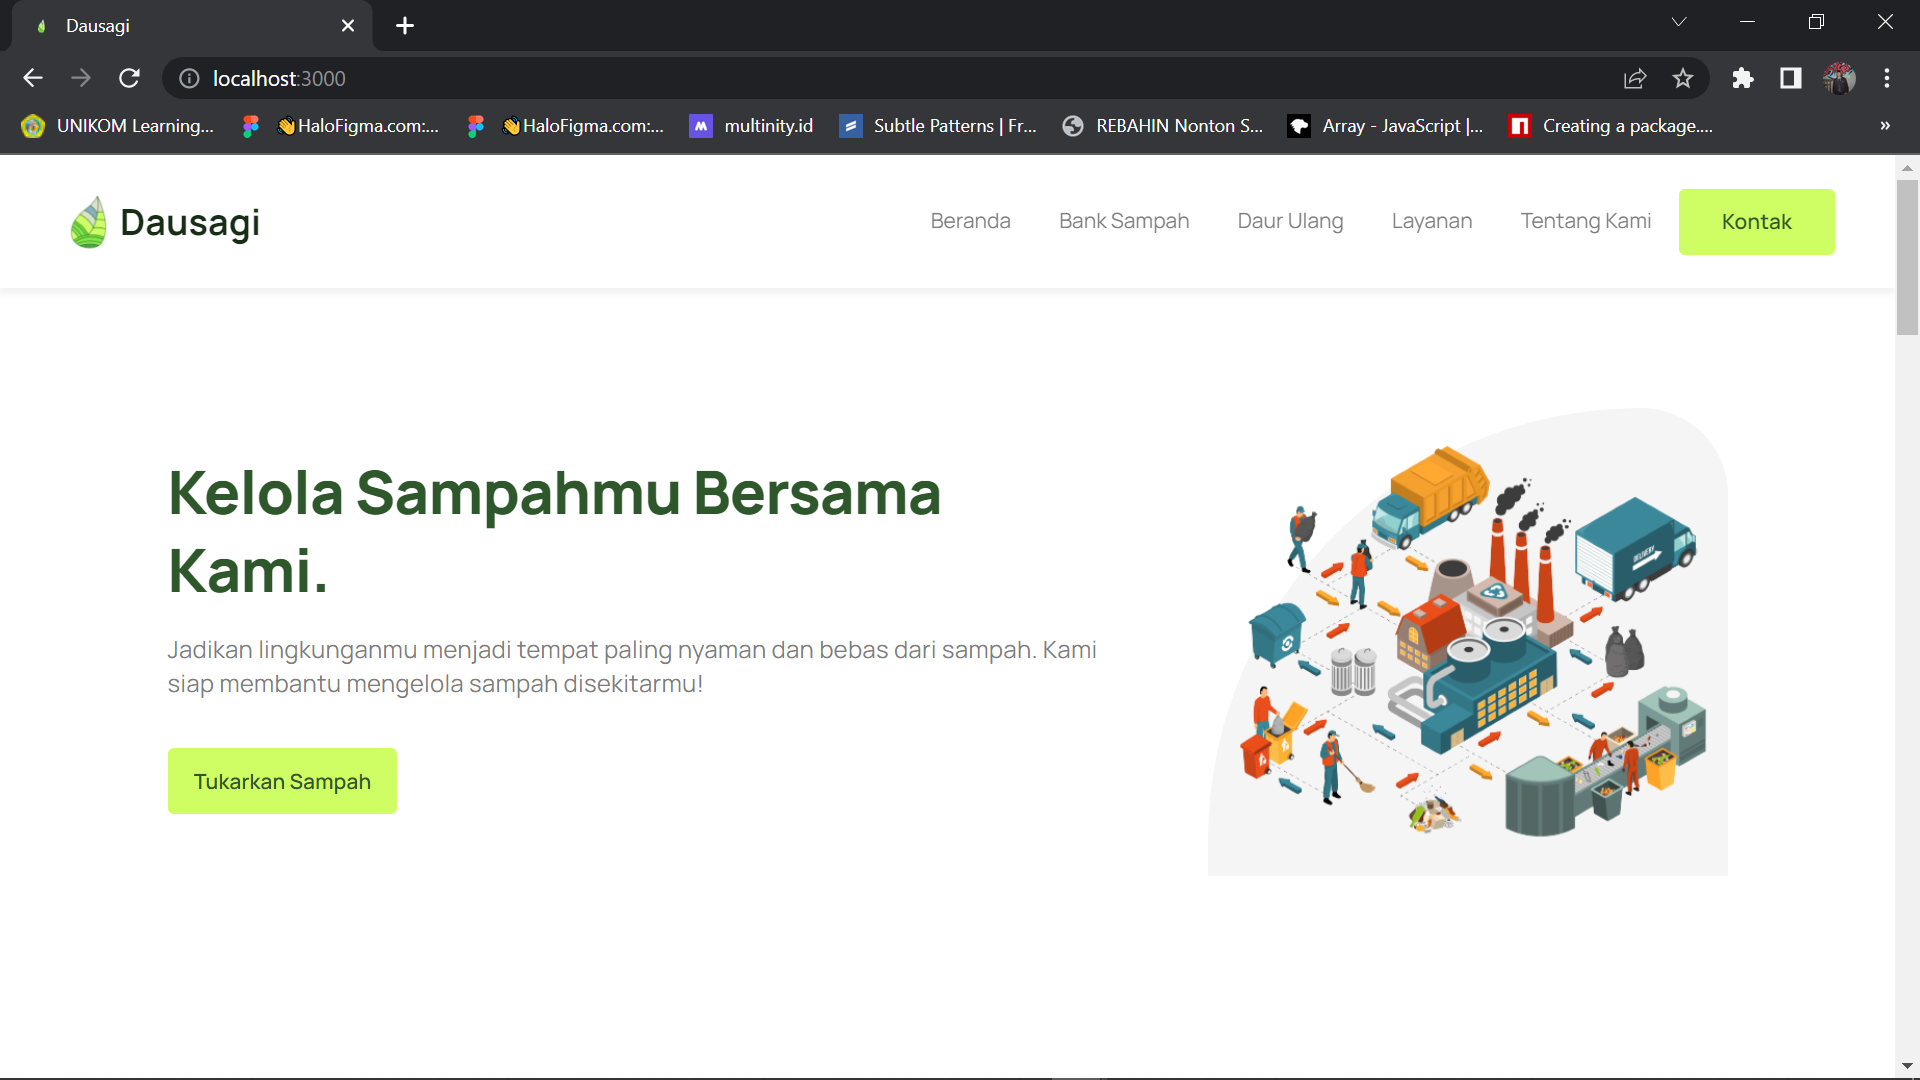 Dausagi
localhost:3000
UNIKOM Learning...
HaloFigma.com:...
HaloFigma.com:...
multinity.id
Subtle Patterns | Fr...
REBAHIN Nonton S...
Array - JavaScript |...
Creating a package....
»
Dausagi
Beranda
Bank Sampah
Daur Ulang
Layanan
Tentang Kami
Kontak
Kelola Sampahmu Bersama
Kami.
Jadikan lingkunganmu menjadi tempat paling nyaman dan bebas dari sampah. Kami
siap membantu mengelola sampah disekitarmu!
Tukarkan Sampah
DELIVERY